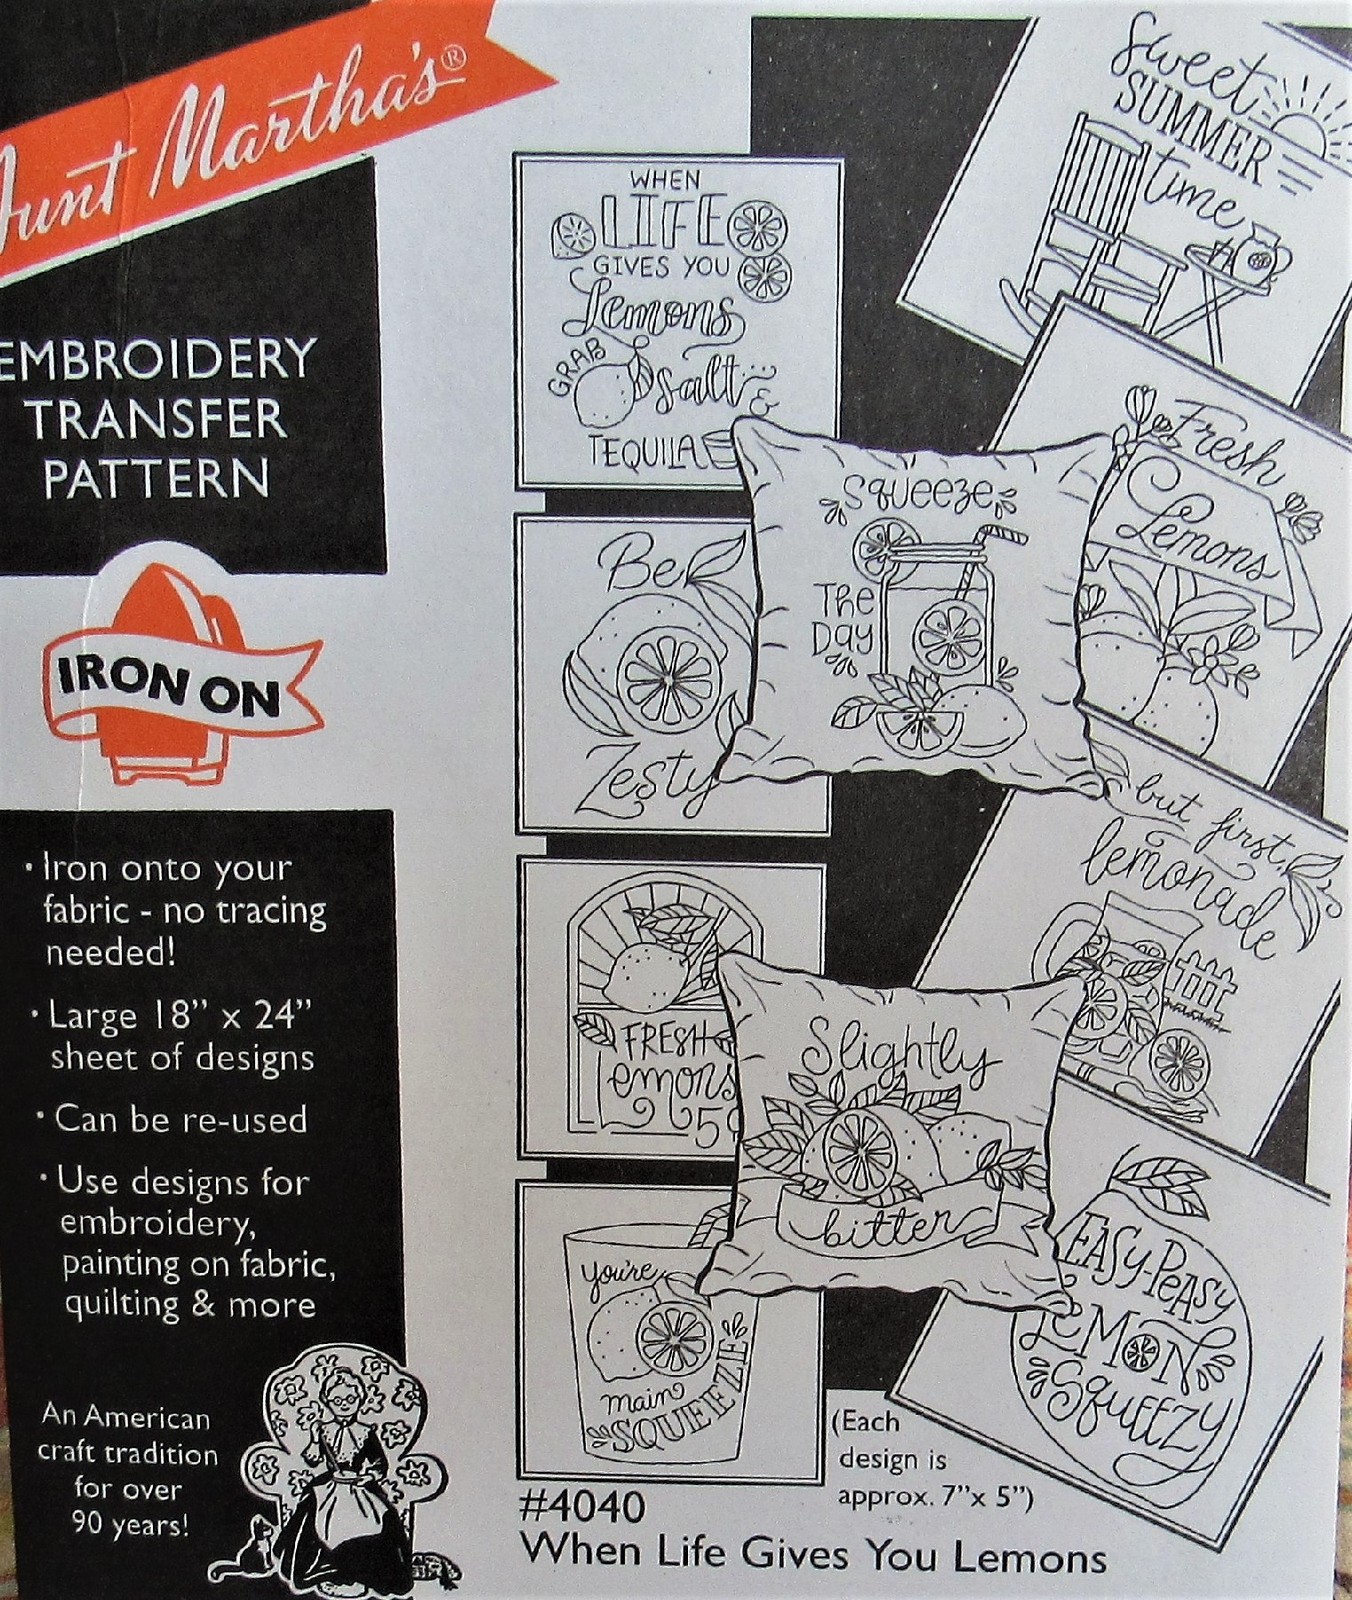 Aunt Martha's®
EMBROIDERY
TRANSFER
PATTERN
IRON ON
• Iron onto your
fabric - no tracing
needed!
• Large 18" x 24"
sheet of designs
• Can be re-used
• Use designs for
embroidery,
painting on fabric,
quilting & more
An American
craft tradition
for over
90 years!
WHEN
LIFE
GIVES YOU
Lemons
GRAB
salt
&
TEQUILA
Be
Zesty
FRESH
Lemons
5¢
you're
main
SQUEEZE
squeeze
The
Day
Slightly
bitter
Sweet
SUMMER
time
Fresh
Lemons
but first,
lemonade
EASY-PEASY
LEMON
SQUEEZY
(Each
design is
approx. 7"x 5")
#4040
When Life Gives You Lemons